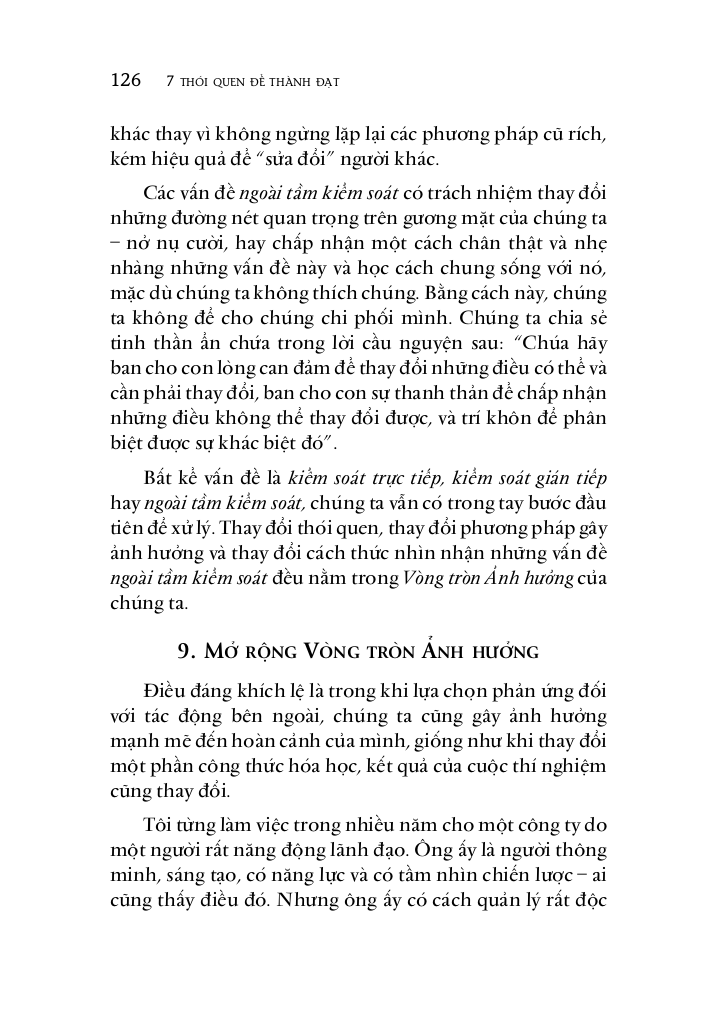 126 7 THÓI QUEN ĐỂ THÀNH ĐẠT
khác thay vì không ngừng lặp lại các phương pháp cũ rích,
kém hiệu quả để “sửa đổi” người khác.
Các vấn đề ngoài tầm kiểm soát có trách nhiệm thay đổi
những đường nét quan trọng trên gương mặt của chúng ta
– nở nụ cười, hay chấp nhận một cách chân thật và nhẹ
nhàng những vấn đề này và học cách chung sống với nó,
mặc dù chúng ta không thích chúng. Bằng cách này, chúng
ta không để cho chúng chi phối mình. Chúng ta chia sẻ
tinh thần ẩn chứa trong lời cầu nguyện sau: “Chúa hãy
ban cho con lòng can đảm để thay đổi những điều có thể và
cần phải thay đổi, ban cho con sự thanh thản để chấp nhận
những điều không thể thay đổi được, và trí khôn để phân
biệt được sự khác biệt đó”.
Bất kể vấn đề là kiểm soát trực tiếp, kiểm soát gián tiếp
hay ngoài tầm kiểm soát, chúng ta vẫn có trong tay bước đầu
tiên để xử lý. Thay đổi thói quen, thay đổi phương pháp gây
ảnh hưởng và thay đổi cách thức nhìn nhận những vấn đề
ngoài tầm kiểm soát đều nằm trong Vòng tròn Ảnh hưởng của
chúng ta.
9. MỞ RỘNG VÒNG TRÒN ẢNH HƯỞNG
Điều đáng khích lệ là trong khi lựa chọn phản ứng đối
với tác động bên ngoài, chúng ta cũng gây ảnh hưởng
mạnh mẽ đến hoàn cảnh của mình, giống như khi thay đổi
một phần công thức hóa học, kết quả của cuộc thí nghiệm
cũng thay đổi.
Tôi từng làm việc trong nhiều năm cho một công ty do
một người rất năng động lãnh đạo. Ông ấy là người thông
minh, sáng tạo, có năng lực và có tầm nhìn chiến lược – ai
cũng thấy điều đó. Nhưng ông ấy có cách quản lý rất độc